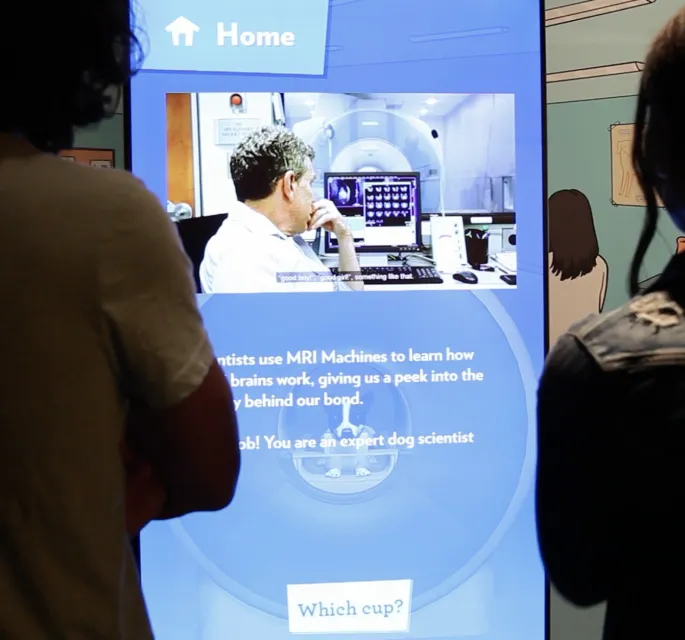 Home
"good boy!" "good girl", something like that.
ntists use MRI Machines to learn how
brains work, giving us a peek into the
y behind our bond.
ob! You are an expert dog scientist
Which cup?